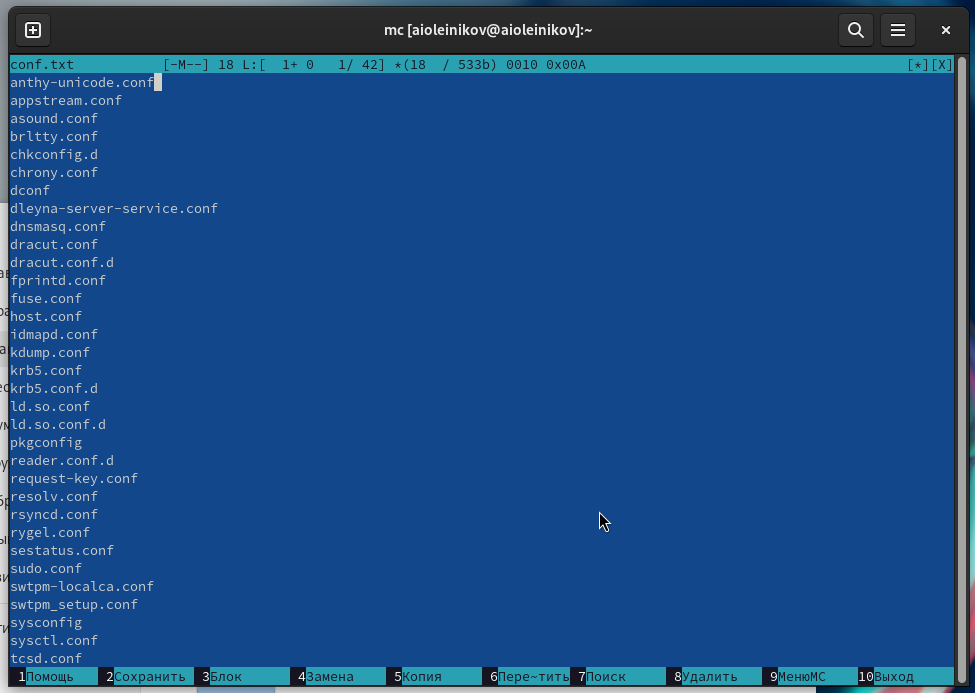 mc [aioleinikov@aioleinikov]:~
conf.txt [-M--] 18 L:[ 1+ 0 1/ 42] *(18 / 533b) 0010 0x00A [*][X]
anthy-unicode.conf
appstream.conf
asound.conf
brltty.conf
chkconfig.d
chrony.conf
dconf
dleyna-server-service.conf
dnsmasq.conf
dracut.conf
dracut.conf.d
fprintd.conf
fuse.conf
host.conf
idmapd.conf
kdump.conf
krb5.conf
krb5.conf.d
ld.so.conf
ld.so.conf.d
pkgconfig
reader.conf.d
request-key.conf
resolv.conf
rsyncd.conf
rygel.conf
sestatus.conf
sudo.conf
swtpm-localca.conf
swtpm_setup.conf
sysconfig
sysctl.conf
tcsd.conf
1Помощь 2Сохранить 3Блок 4Замена 5Копия 6Пере~тить 7Поиск 8Удалить 9МенюMC 10Выход